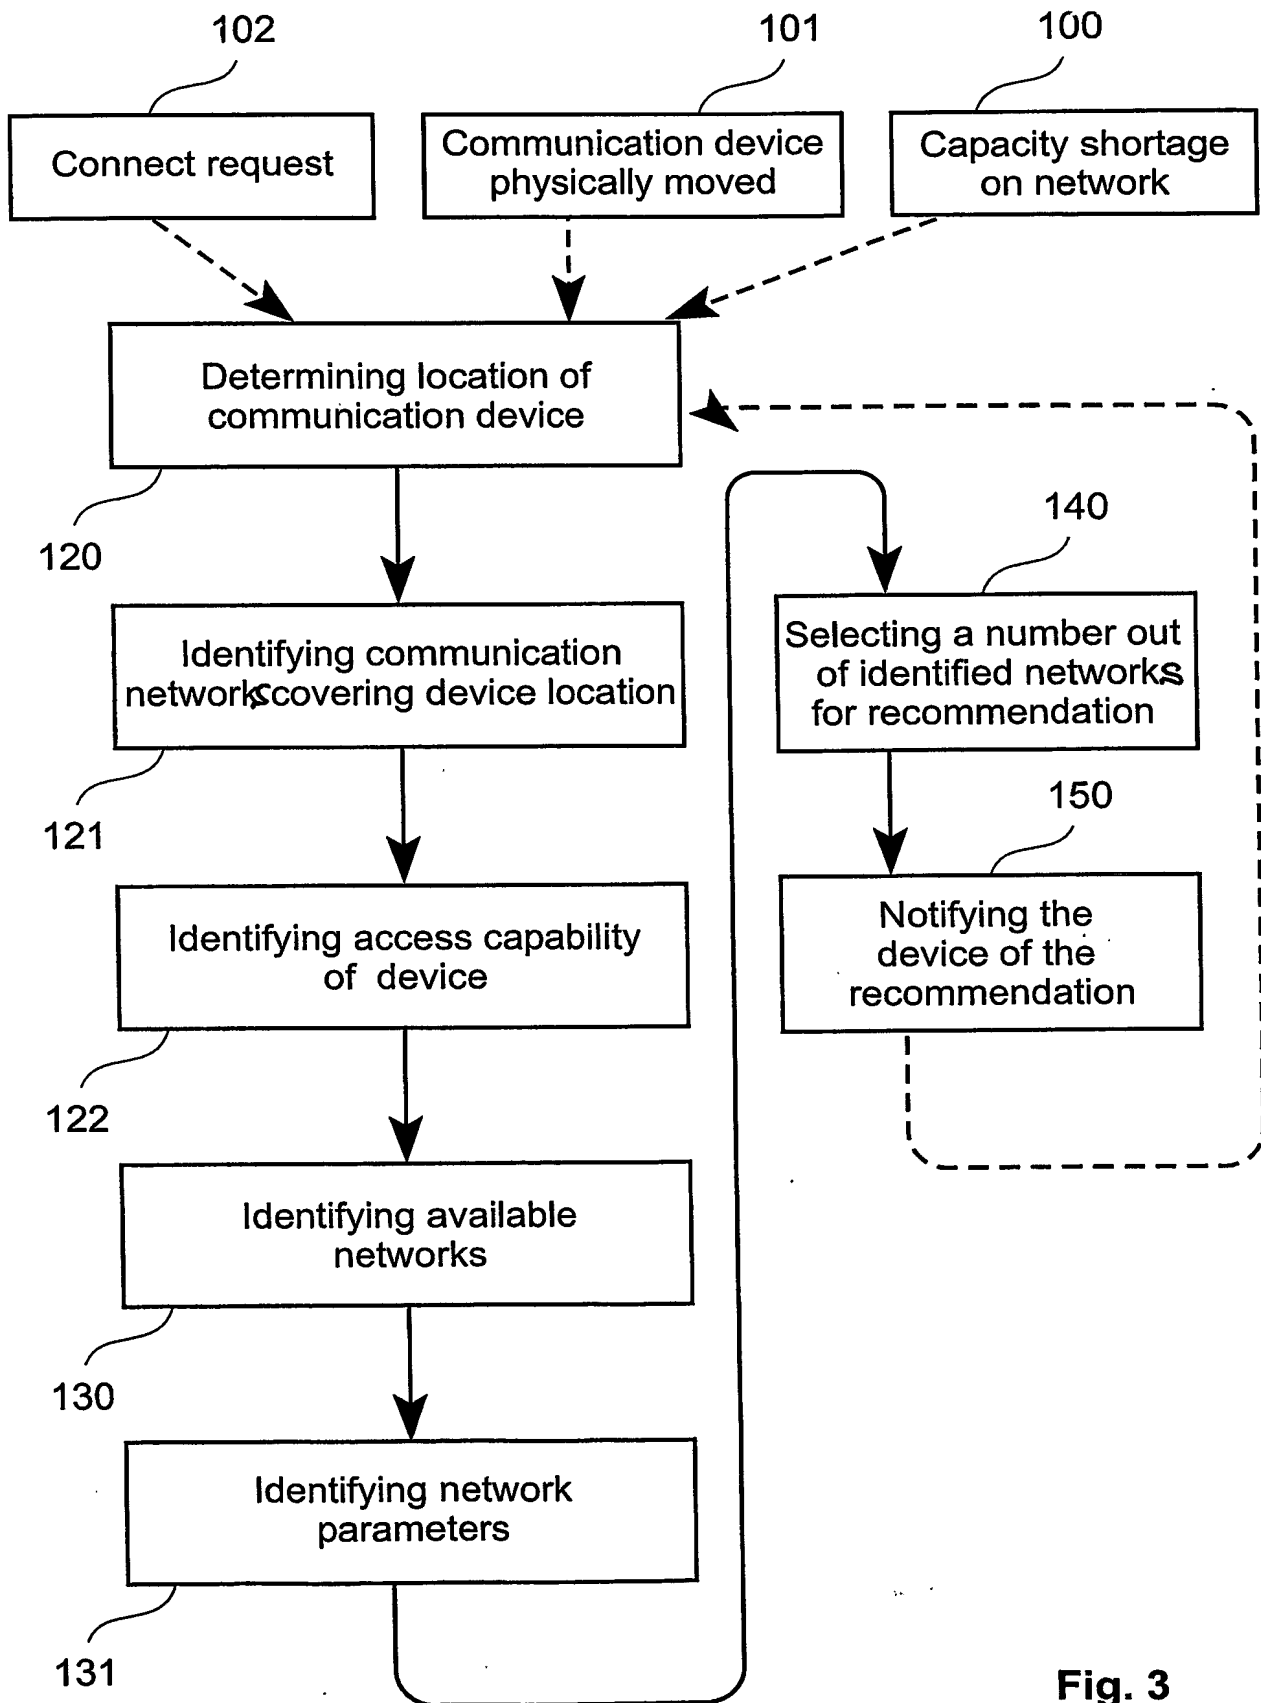 102
101
100
Connect request
Communication device
physically moved
Capacity shortage
on network
Determining location of
communication device
120
140
Identifying communication
networks covering device location
Selecting a number out
of identified networks
for recommendation
121
150
Identifying access capability
of device
Notifying the
device of the
recommendation
122
Identifying available
networks
130
Identifying network
parameters
131
Fig. 3